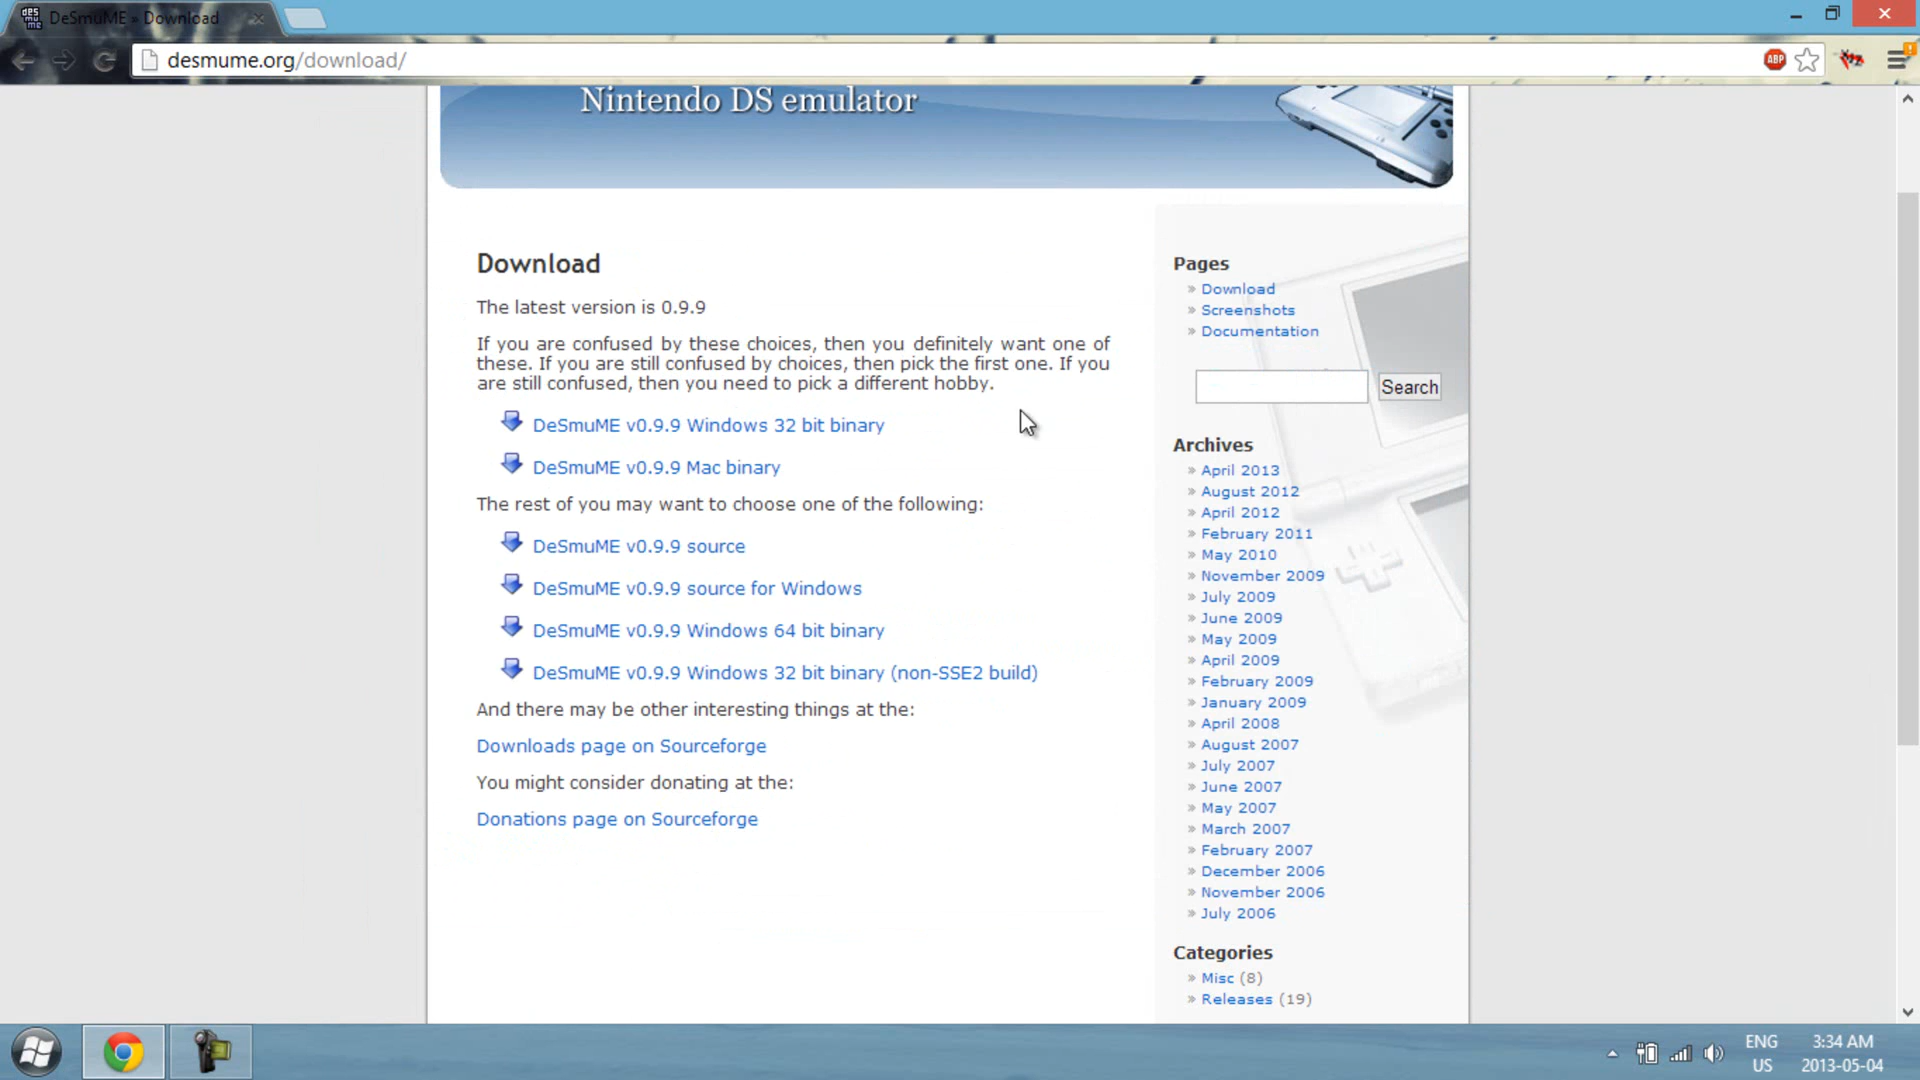 DeSmuME » Download
desmume.org/download/
ABP
Nintendo DS emulator
Download
The latest version is 0.9.9
If you are confused by these choices, then you definitely want one of
these. If you are still confused by choices, then pick the first one. If you
are still confused, then you need to pick a different hobby.
DeSmuME v0.9.9 Windows 32 bit binary
DeSmuME v0.9.9 Mac binary
The rest of you may want to choose one of the following:
DeSmuME v0.9.9 source
DeSmuME v0.9.9 source for Windows
DeSmuME v0.9.9 Windows 64 bit binary
DeSmuME v0.9.9 Windows 32 bit binary (non-SSE2 build)
And there may be other interesting things at the:
Downloads page on Sourceforge
You might consider donating at the:
Donations page on Sourceforge
Pages
» Download
» Screenshots
» Documentation
Search
Archives
» April 2013
» August 2012
» April 2012
» February 2011
» May 2010
» November 2009
» July 2009
» June 2009
» May 2009
» April 2009
» February 2009
» January 2009
» April 2008
» August 2007
» July 2007
» June 2007
» May 2007
» March 2007
» February 2007
» December 2006
» November 2006
» July 2006
Categories
» Misc (8)
» Releases (19)
ENG
US
3:34 AM
2013-05-04